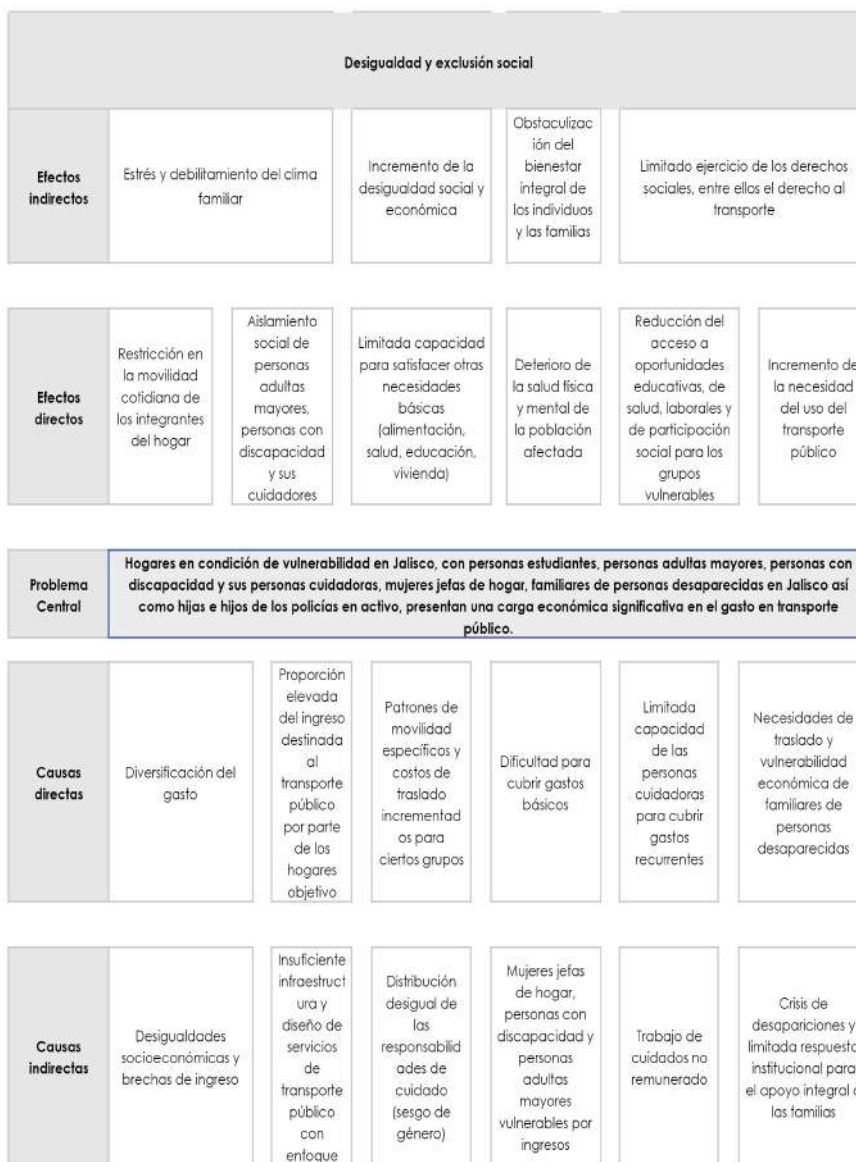 Desigualdad y exclusión social
Efectos
indirectos
Estrés y debilitamiento del clima
familiar
Incremento de la
desigualdad social y
económica
Obstaculizac
ión del
bienestar
integral de
los individuos
y las familias
Limitado ejercicio de los derechos
sociales, entre ellos el derecho al
transporte
Efectos
directos
Restricción en
la movilidad
cotidiana de
los integrantes
del hogar
Aislamiento
social de
personas
adultas
mayores,
personas con
discapacidad
y sus
cuidadores
Limitada capacidad
para satisfacer otras
necesidades
básicas
(alimentación,
salud, educación,
vivienda)
Deterioro de
la salud física
y mental de
la población
afectada
Reducción del
acceso a
oportunidades
educativas, de
salud, laborales y
de participación
social para los
grupos
vulnerables
Incremento de
la necesidad
del uso del
transporte
público
Problema
Central
Hogares en condición de vulnerabilidad en Jalisco, con personas estudiantes, personas adultas mayores, personas con
discapacidad y sus personas cuidadoras, mujeres jefas de hogar, familiares de personas desaparecidas en Jalisco así
como hijas e hijos de los policías en activo, presentan una carga económica significativa en el gasto en transporte
público.
Causas
directas
Diversificación del
gasto
Proporción
elevada
del ingreso
destinada
al
transporte
público
por parte
de los
hogares
objetivo
Patrones de
movilidad
específicos y
costos de
traslado
incrementad
os para
ciertos grupos
Dificultad para
cubrir gastos
básicos
Limitada
capacidad
de las
personas
cuidadoras
para cubrir
gastos
recurrentes
Necesidades de
traslado y
vulnerabilidad
económica de
familiares de
personas
desaparecidas
Causas
indirectas
Desigualdades
socioeconómicas y
brechas de ingreso
Insuficiente
infraestruct
ura y
diseño de
servicios
de
transporte
público
con
enfoque
Distribución
desigual de
las
responsabilid
ades de
cuidado
(sesgo de
género)
Mujeres jefas
de hogar,
personas con
discapacidad y
personas
adultas
mayores
vulnerables por
ingresos
Trabajo de
cuidados no
remunerado
Crisis de
desapariciones y
limitada respuesta
institucional para
el apoyo integral
las familias